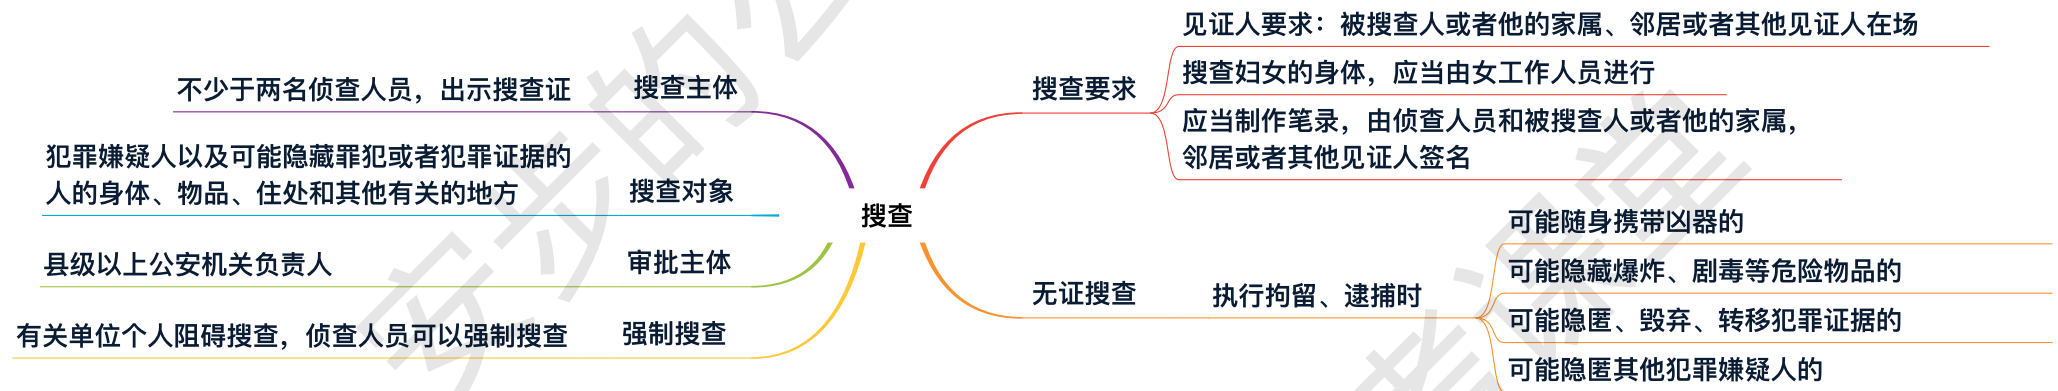 搜查
搜查主体
不少于两名侦查人员，出示搜查证
搜查对象
犯罪嫌疑人以及可能隐藏罪犯或者犯罪证据的
人的身体、物品、住处和其他有关的地方
审批主体
县级以上公安机关负责人
强制搜查
有关单位个人阻碍搜查，侦查人员可以强制搜查
搜查要求
见证人要求：被搜查人或者他的家属、邻居或者其他见证人在场
搜查妇女的身体，应当由女工作人员进行
应当制作笔录，由侦查人员和被搜查人或者他的家属，
邻居或者其他见证人签名
无证搜查
执行拘留、逮捕时
可能随身携带凶器的
可能隐藏爆炸、剧毒等危险物品的
可能隐匿、毁弃、转移犯罪证据的
可能隐匿其他犯罪嫌疑人的
安步的公
考课堂